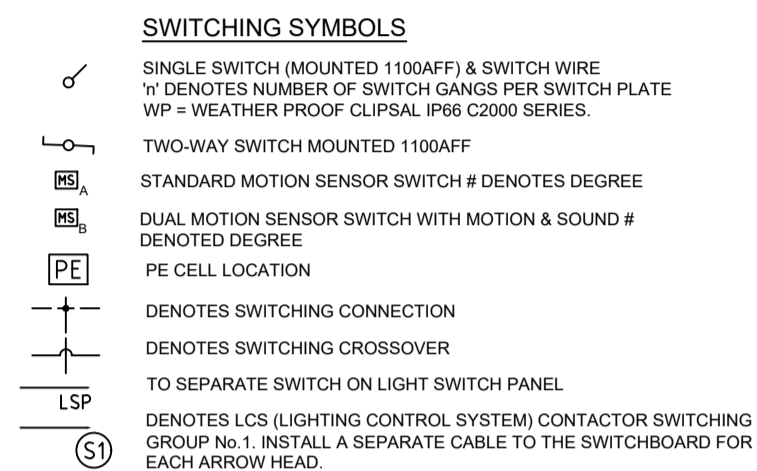 SWITCHING SYMBOLS
SINGLE SWITCH (MOUNTED 1100AFF) & SWITCH WIRE
'n' DENOTES NUMBER OF SWITCH GANGS PER SWITCH PLATE
WP = WEATHER PROOF CLIPSAL IP66 C2000 SERIES.
TWO-WAY SWITCH MOUNTED 1100AFF
MS A STANDARD MOTION SENSOR SWITCH # DENOTES DEGREE
MS B DUAL MOTION SENSOR SWITCH WITH MOTION & SOUND #
DENOTED DEGREE
PE PE CELL LOCATION
DENOTES SWITCHING CONNECTION
DENOTES SWITCHING CROSSOVER
LSP TO SEPARATE SWITCH ON LIGHT SWITCH PANEL
DENOTES LCS (LIGHTING CONTROL SYSTEM) CONTACTOR SWITCHING
S1 GROUP No.1. INSTALL A SEPARATE CABLE TO THE SWITCHBOARD FOR
EACH ARROW HEAD.